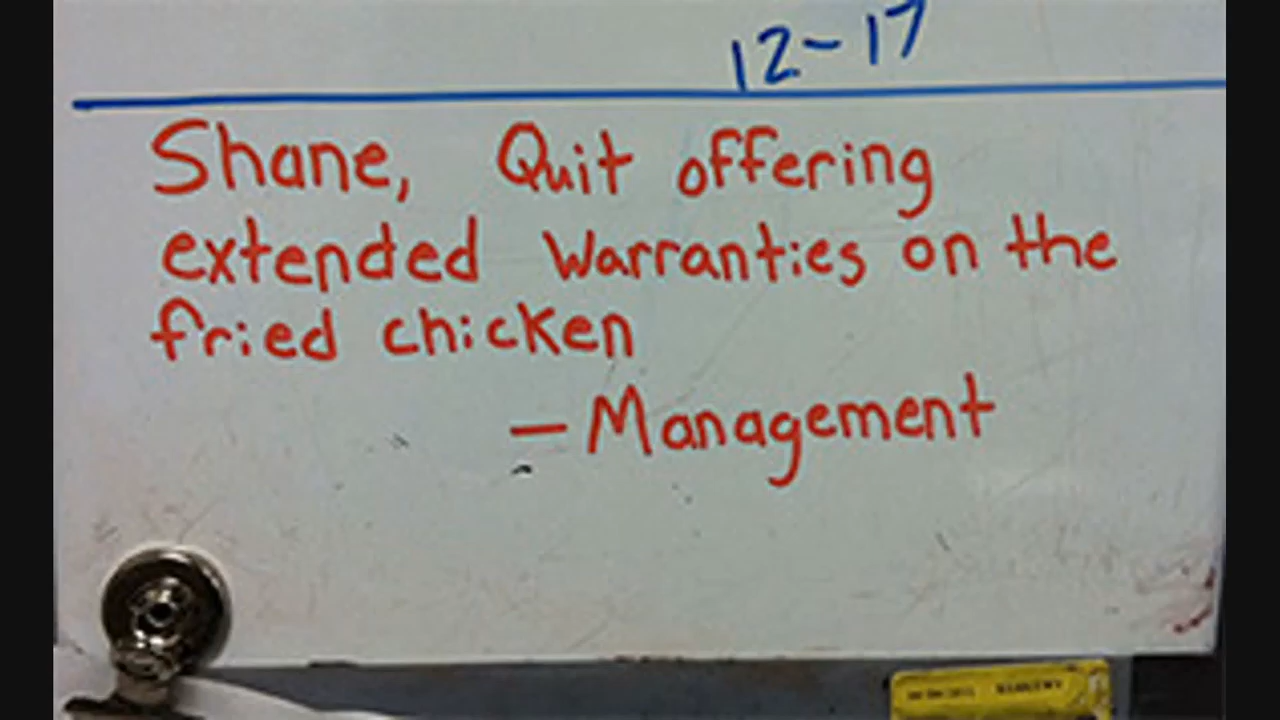 12-17
Shane, Quit offering
extended warranties on the
fried chicken
- Management